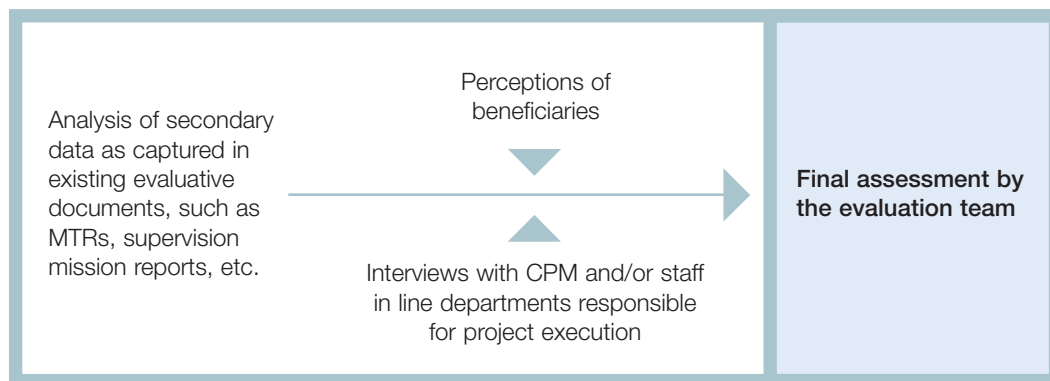 Analysis of secondary
data as captured in
existing evaluative
documents, such as
MTRs, supervision
mission reports, etc.
Perceptions of
beneficiaries
Interviews with CPM and/or staff
in line departments responsible
for project execution
Final assessment by
the evaluation team